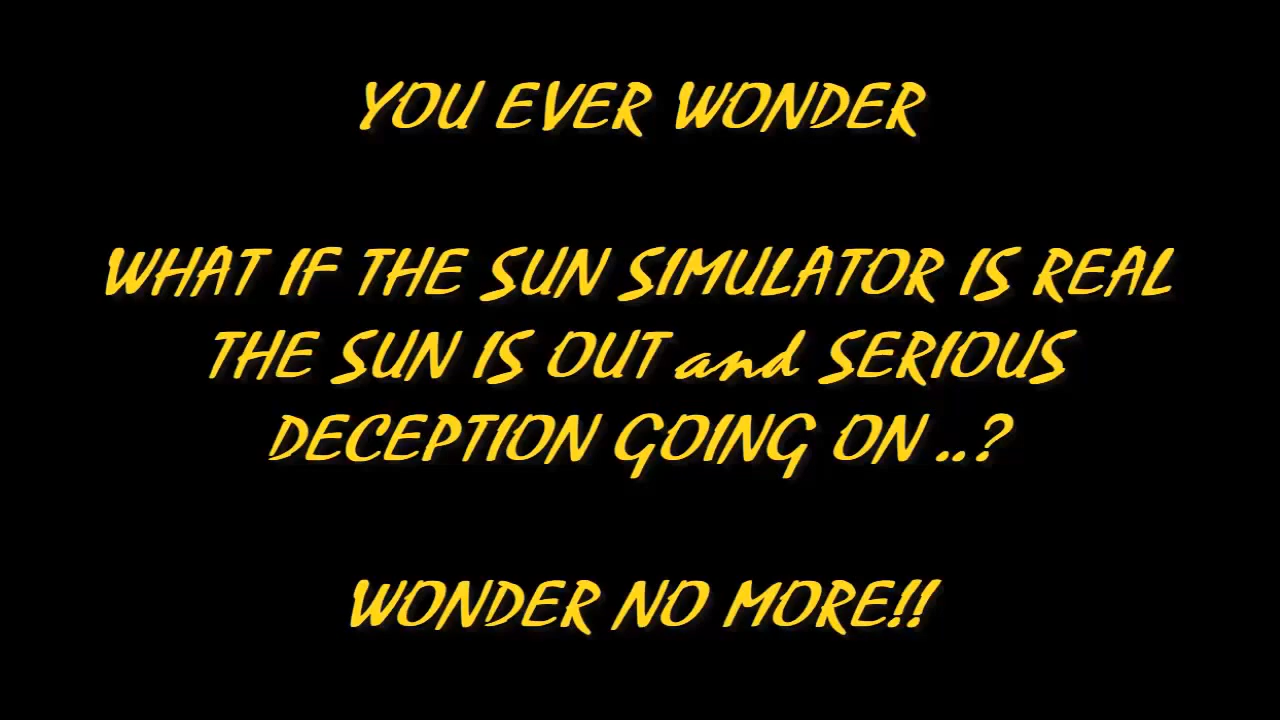 YOU EVER WONDER
WHAT IF THE SUN SIMULATOR IS REAL
THE SUN IS OUT and SERIOUS
DECEPTION GOING ON ..?
WONDER NO MORE!!